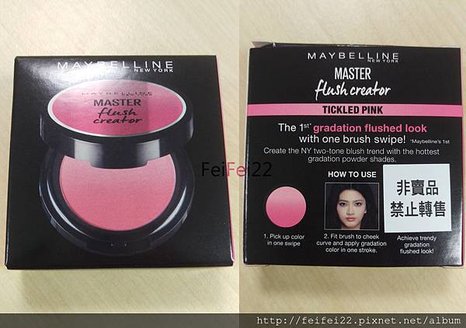 MAYBELLINE
NEW YORK
MASTER
flush
creator
MAYBELLINE
NEW YORK
MASTER
flush creator
TICKLED PINK
The 1st* gradation flushed look
with one brush swipe! *Maybelline's 1st
Create the NY two-tone blush trend with the hottest
gradation powder shades.
HOW TO USE
非賣品
禁止轉售
1. Pick up color
in one swipe
2. Fit brush to cheek
curve and apply gradation
color in one stroke.
Achieve trendy
gradation
flushed look!
FeiFei22
http://feifei22.pixnet.net/album